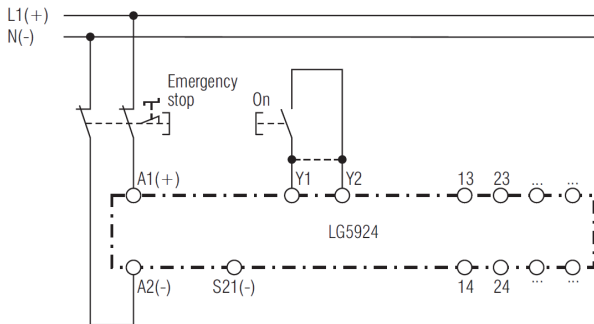 L1(+)
N(-)
Emergency
stop
On
A1(+)
Y1
Y2
13
23
...
...
LG5924
A2(-)
S21(-)
14
24
...
...